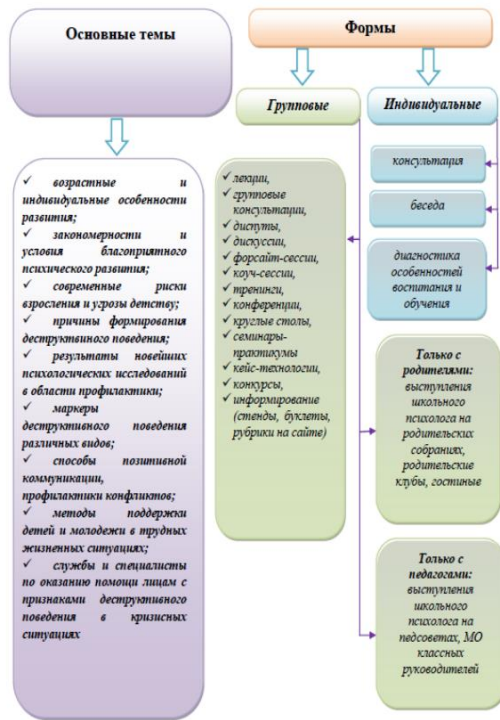 Основные темы
✓ возрастные и
индивидуальные особенности
развития;
✓ закономерности и
условия благоприятного
психического развития;
✓ современные риски
взросления и угрозы детству;
✓ причины формирования
деструктивного поведения;
✓ результаты новейших
психологических исследований
в области профилактики;
✓ маркеры
деструктивного поведения
различных видов;
✓ способы позитивной
коммуникации,
профилактики конфликтов;
✓ методы поддержки
детей и молодежи в трудных
жизненных ситуациях;
✓ службы и специалисты
по оказанию помощи лицам с
признаками деструктивного
поведения в кризисных
ситуациях
Формы
Групповые
✓ лекции,
✓ групповые
консультации,
✓ диспуты,
✓ дискуссии,
✓ форсайт-сессии,
✓ коуч-сессии,
✓ тренинги,
✓ конференции,
✓ круглые столы,
✓ семинары-
практикумы
✓ кейс-технологии,
✓ конкурсы,
✓ информирование
(стенды, буклеты,
рубрики на сайте)
Индивидуальные
консультация
беседа
диагностика
особенностей
воспитания и
обучения
Только с
родителями:
выступления
школьного
психолога на
родительских
собраниях,
родительские
клубы, гостиные
Только с
педагогами:
выступления
школьного
психолога на
педсоветах, МО
классных
руководителей